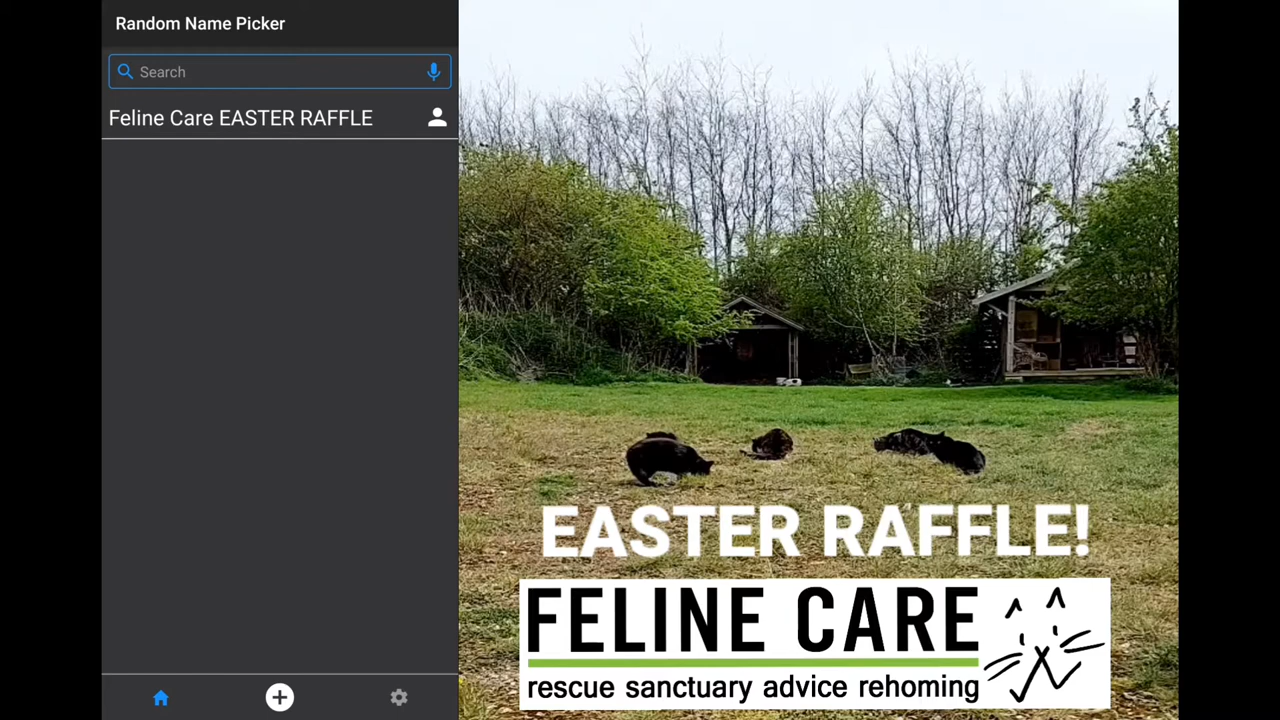 Random Name Picker
Search
Feline Care EASTER RAFFLE
EASTER RAFFLE!
FELINE CARE
rescue sanctuary advice rehoming